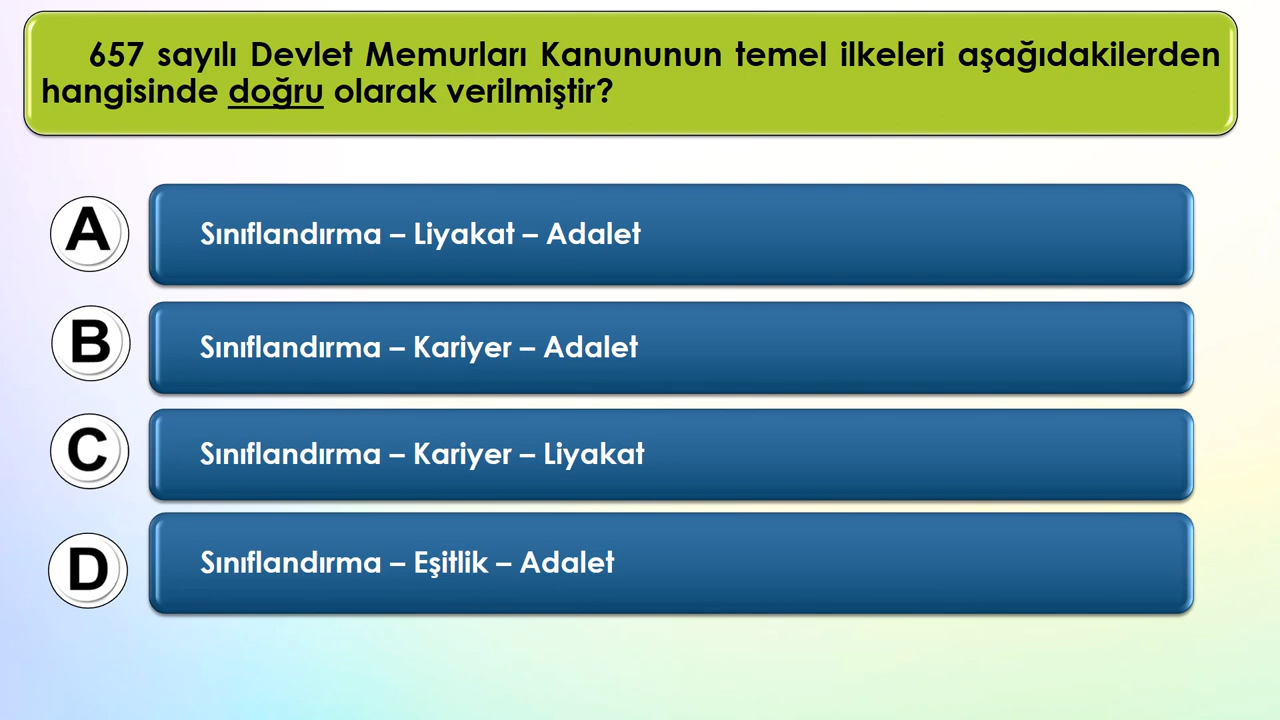 657 sayılı Devlet Memurları Kanununun temel ilkeleri aşağıdakilerden
hangisinde doğru olarak verilmiştir?
A
Sınıflandırma – Liyakat – Adalet
B
Sınıflandırma – Kariyer – Adalet
C
Sınıflandırma – Kariyer – Liyakat
D
Sınıflandırma – Eşitlik – Adalet